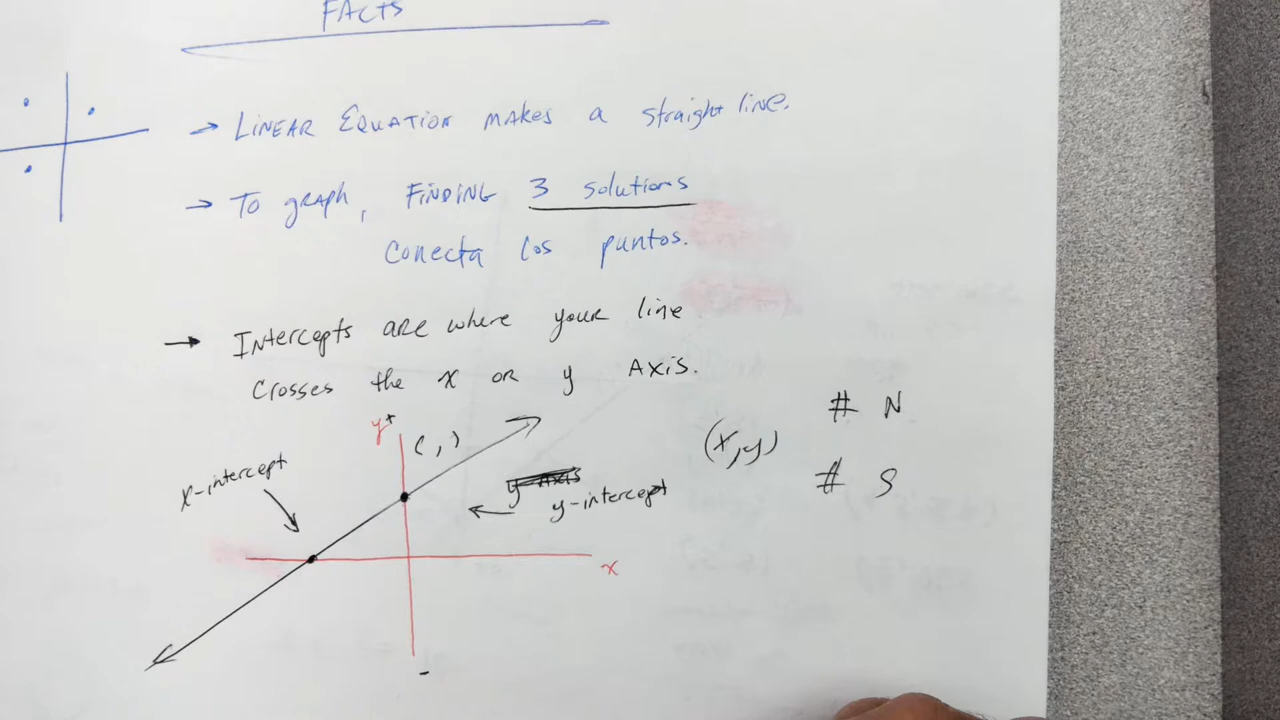 FACTS
→ LINEAR EQUATION MAKES a straight line.
→ To graph, FINDING 3 solutions
Conecta los puntos.
→ Intercepts are where your line
Crosses the x or y Axis.
y+
( , )
x-intercept
y-Axis
y-intercept
x
-
(x,y)
# N
# S